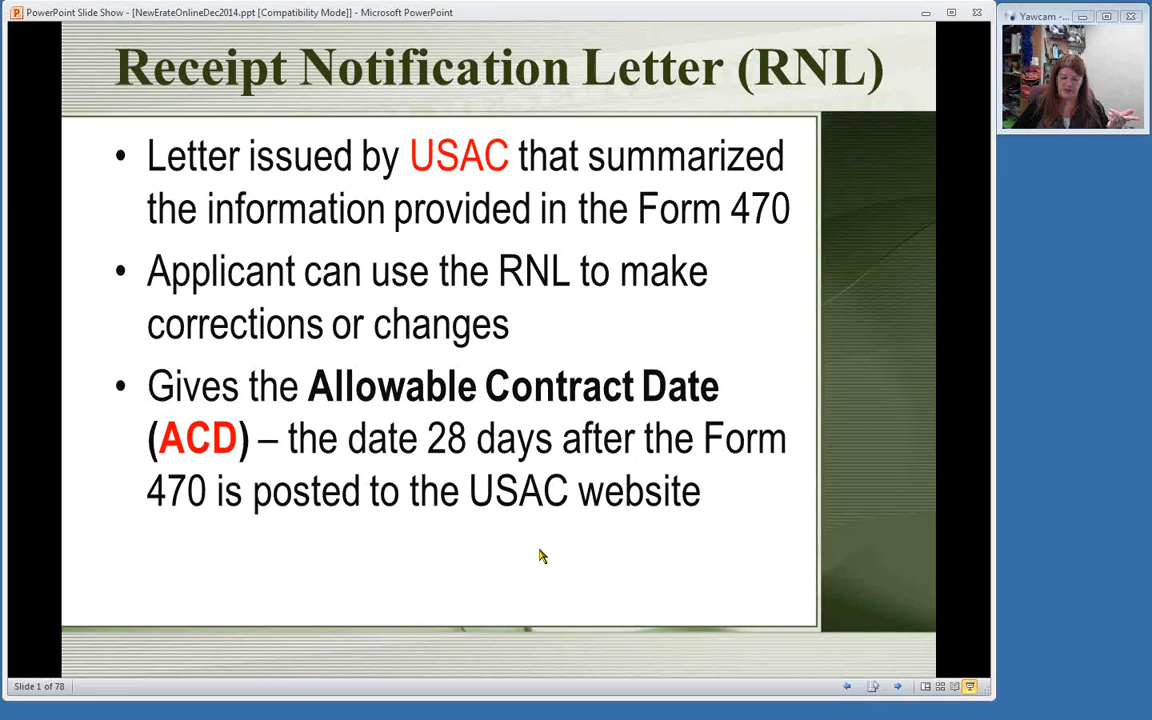 PowerPoint Slide Show - [NewErateOnlineDec2014.ppt [Compatibility Mode]] - Microsoft PowerPoint
Yawcam -...
Receipt Notification Letter (RNL)
• Letter issued by USAC that summarized
the information provided in the Form 470
• Applicant can use the RNL to make
corrections or changes
• Gives the Allowable Contract Date
(ACD) – the date 28 days after the Form
470 is posted to the USAC website
Slide 1 of 78